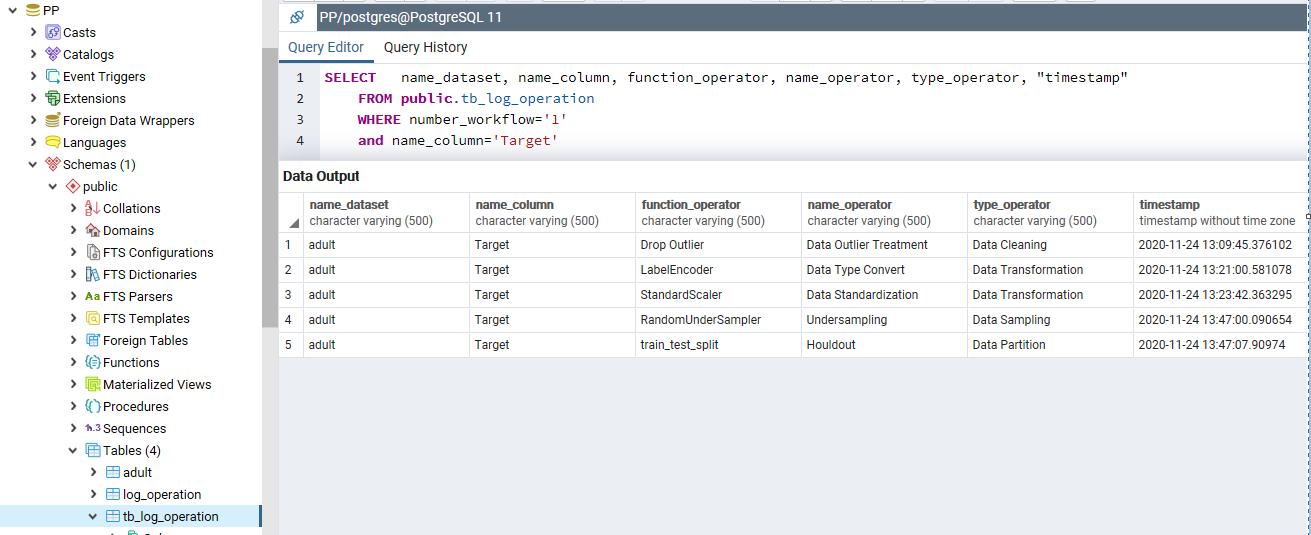 PP
Casts
Catalogs
Event Triggers
Extensions
Foreign Data Wrappers
Languages
Schemas (1)
public
Collations
Domains
FTS Configurations
FTS Dictionaries
Aa FTS Parsers
FTS Templates
Foreign Tables
Functions
Materialized Views
Procedures
1..3 Sequences
Tables (4)
adult
log_operation
tb_log_operation
PP/postgres@PostgreSQL 11
Query Editor Query History
1 SELECT name_dataset, name_column, function_operator, name_operator, type_operator, "timestamp"
2 FROM public.tb_log_operation
3 WHERE number_workflow='1'
4 and name_column='Target'
Data Output
name_dataset name_column function_operator name_operator type_operator timestamp
character varying (500) character varying (500) character varying (500) character varying (500) character varying (500) timestamp without time zone
1 adult Target Drop Outlier Data Outlier Treatment Data Cleaning 2020-11-24 13:09:45.376102
2 adult Target LabelEncoder Data Type Convert Data Transformation 2020-11-24 13:21:00.581078
3 adult Target StandardScaler Data Standardization Data Transformation 2020-11-24 13:23:42.363295
4 adult Target RandomUnderSampler Undersampling Data Sampling 2020-11-24 13:47:00.090654
5 adult Target train_test_split Houldout Data Partition 2020-11-24 13:47:07.90974